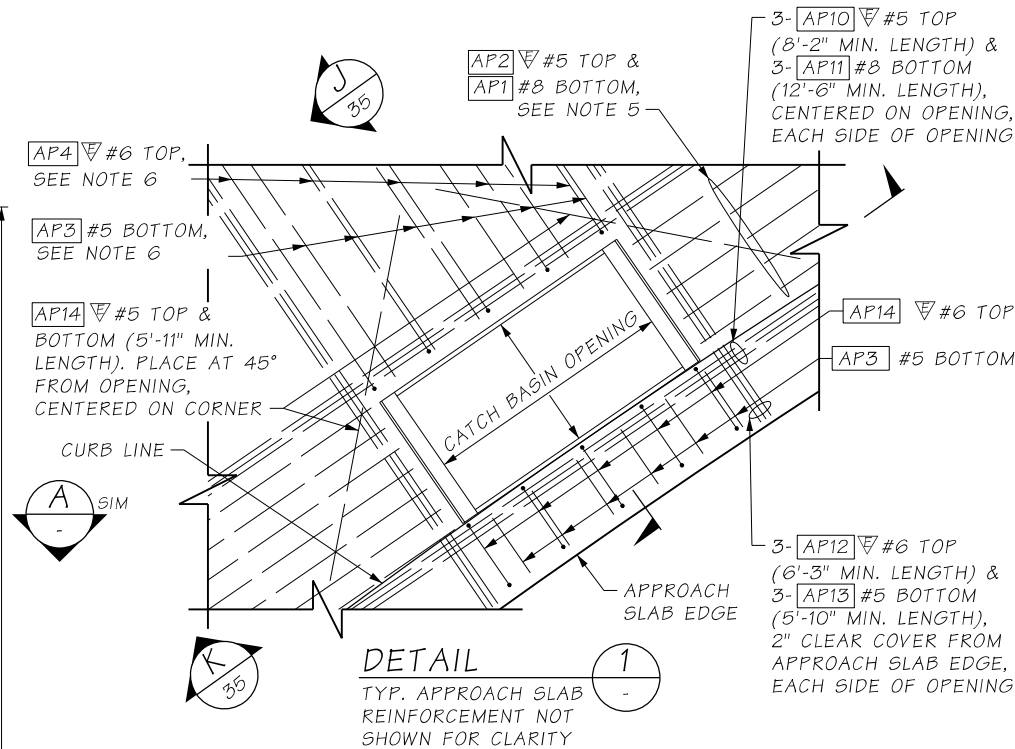 3- AP10 E #5 TOP
(8'-2" MIN. LENGTH) &
3- AP11 #8 BOTTOM
(12'-6" MIN. LENGTH),
CENTERED ON OPENING,
EACH SIDE OF OPENING
AP2 E #5 TOP &
AP1 #8 BOTTOM,
SEE NOTE 5
J
35
AP4 E #6 TOP,
SEE NOTE 6
AP3 #5 BOTTOM,
SEE NOTE 6
AP14 E #5 TOP &
BOTTOM (5'-11" MIN.
LENGTH). PLACE AT 45°
FROM OPENING,
CENTERED ON CORNER
AP14 E #6 TOP
AP3 #5 BOTTOM
CATCH BASIN OPENING
CURB LINE
A
-
SIM
3- AP12 E #6 TOP
(6'-3" MIN. LENGTH) &
3- AP13 #5 BOTTOM
(5'-10" MIN. LENGTH),
2" CLEAR COVER FROM
APPROACH SLAB EDGE,
EACH SIDE OF OPENING
APPROACH
SLAB EDGE
K
35
DETAIL
1
-
TYP. APPROACH SLAB
REINFORCEMENT NOT
SHOWN FOR CLARITY